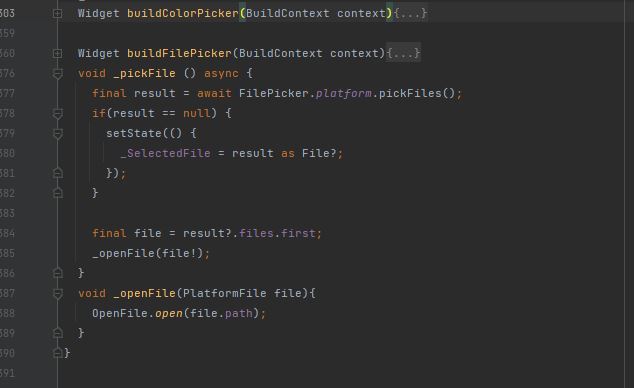 303 Widget buildColorPicker(BuildContext context){...}
359
360 Widget buildFilePicker(BuildContext context){...}
376 void _pickFile () async {
377 final result = await FilePicker.platform.pickFiles();
378 if(result == null) {
379 setState(() {
380 _SelectedFile = result as File?;
381 });
382 }
383
384 final file = result?.files.first;
385 _openFile(file!);
386 }
387 void _openFile(PlatformFile file){
388 OpenFile.open(file.path);
389 }
390 }
391